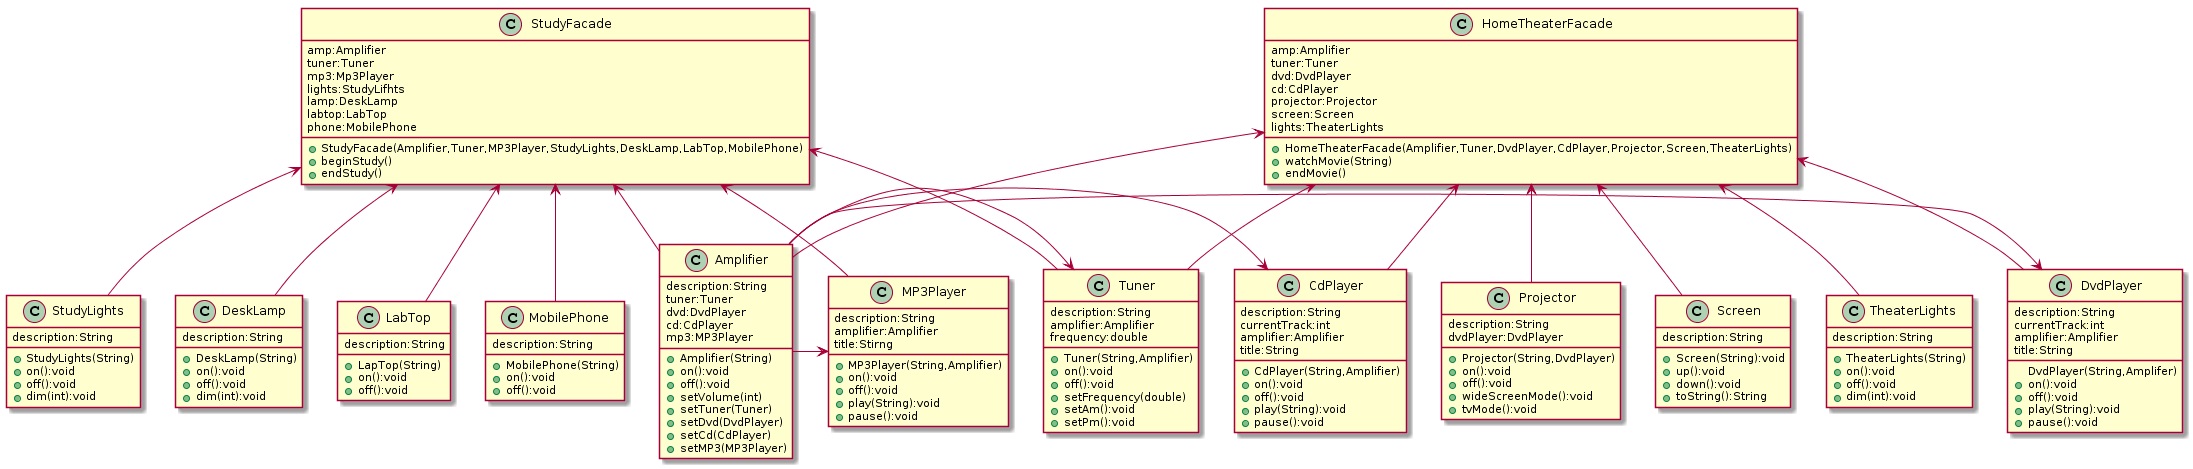 C StudyFacade
amp:Amplifier
tuner:Tuner
mp3:Mp3Player
lights:StudyLifhts
lamp:DeskLamp
labtop:LabTop
phone:MobilePhone
StudyFacade(Amplifier,Tuner,MP3Player,StudyLights,DeskLamp,LabTop,MobilePhone)
beginStudy()
endStudy()
C HomeTheaterFacade
amp:Amplifier
tuner:Tuner
dvd:DvdPlayer
cd:CdPlayer
projector:Projector
screen:Screen
lights:TheaterLights
HomeTheaterFacade(Amplifier,Tuner,DvdPlayer,CdPlayer,Projector,Screen,TheaterLights)
watchMovie(String)
endMovie()
C StudyLights
description:String
StudyLights(String)
on():void
off():void
dim(int):void
C DeskLamp
description:String
DeskLamp(String)
on():void
off():void
dim(int):void
C LabTop
description:String
LapTop(String)
on():void
off():void
C MobilePhone
description:String
MobilePhone(String)
on():void
off():void
C Amplifier
description:String
tuner:Tuner
dvd:DvdPlayer
cd:CdPlayer
mp3:MP3Player
Amplifier(String)
on():void
off():void
setVolume(int)
setTuner(Tuner)
setDvd(DvdPlayer)
setCd(CdPlayer)
setMP3(MP3Player)
C MP3Player
description:String
amplifier:Amplifier
title:Stirng
MP3Player(String,Amplifier)
on():void
off():void
play(String):void
pause():void
C Tuner
description:String
amplifier:Amplifier
frequency:double
Tuner(String,Amplifier)
on():void
off():void
setFrequency(double)
setAm():void
setPm():void
C CdPlayer
description:String
currentTrack:int
amplifier:Amplifier
title:String
CdPlayer(String,Amplifier)
on():void
off():void
play(String):void
pause():void
C Projector
description:String
dvdPlayer:DvdPlayer
Projector(String,DvdPlayer)
on():void
off():void
wideScreenMode():void
tvMode():void
C Screen
description:String
Screen(String):void
up():void
down():void
toString():String
C TheaterLights
description:String
TheaterLights(String)
on():void
off():void
dim(int):void
C DvdPlayer
description:String
currentTrack:int
amplifier:Amplifier
title:String
DvdPlayer(String,Amplifer)
on():void
off():void
play(String):void
pause():void